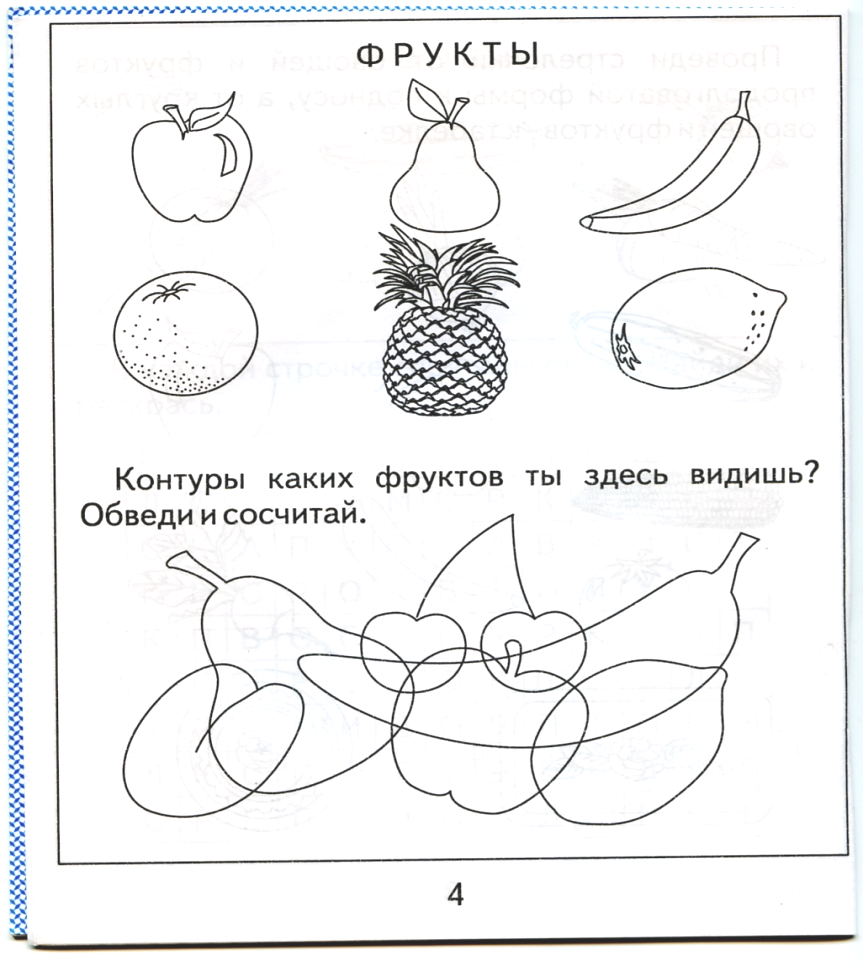 ФРУКТЫ
Контуры каких фруктов ты здесь видишь?
Обведи и сосчитай.
4